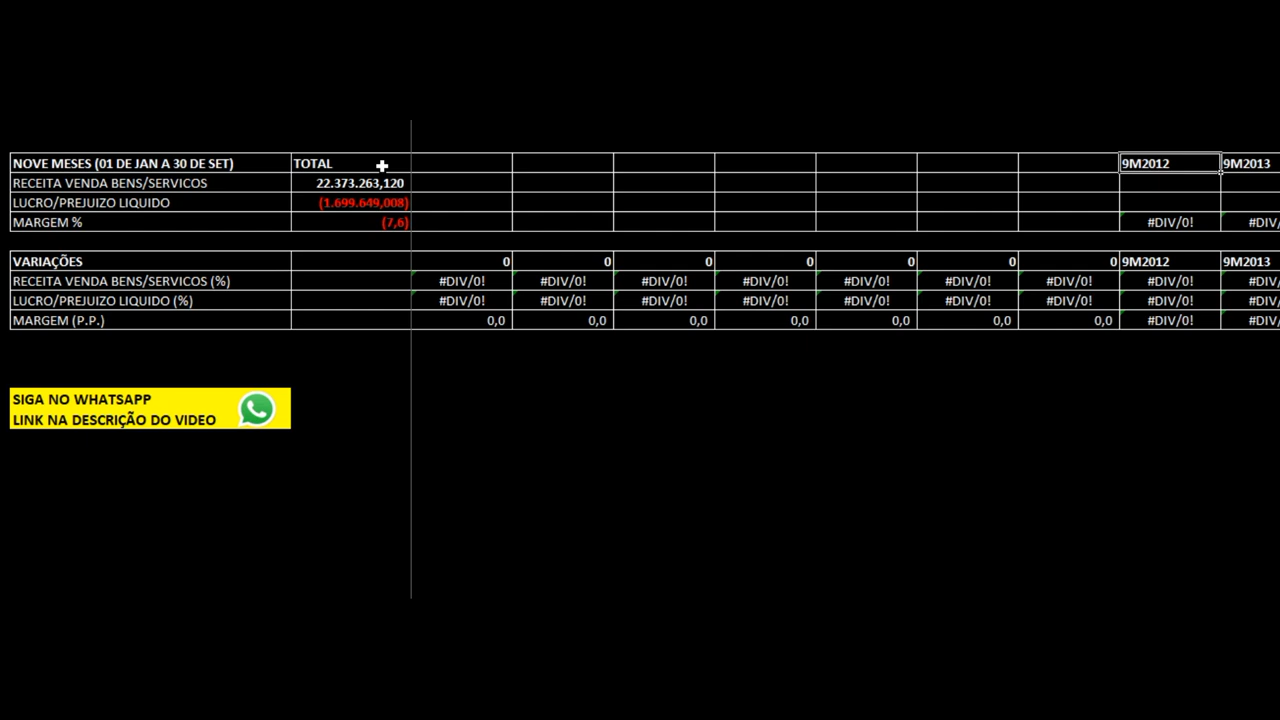 NOVE MESES (01 DE JAN A 30 DE SET) TOTAL 9M2012 9M2013
RECEITA VENDA BENS/SERVICOS 22.373.263,120
LUCRO/PREJUIZO LIQUIDO (1.699.649,008)
MARGEM % (7,6) #DIV/0! #DIV/
VARIAÇÕES 0 0 0 0 0 0 0 9M2012 9M2013
RECEITA VENDA BENS/SERVICOS (%) #DIV/0! #DIV/0! #DIV/0! #DIV/0! #DIV/0! #DIV/0! #DIV/0! #DIV/0! #DIV/
LUCRO/PREJUIZO LIQUIDO (%) #DIV/0! #DIV/0! #DIV/0! #DIV/0! #DIV/0! #DIV/0! #DIV/0! #DIV/0! #DIV/
MARGEM (P.P.) 0,0 0,0 0,0 0,0 0,0 0,0 0,0 #DIV/0! #DIV/
SIGA NO WHATSAPP
LINK NA DESCRIÇÃO DO VIDEO